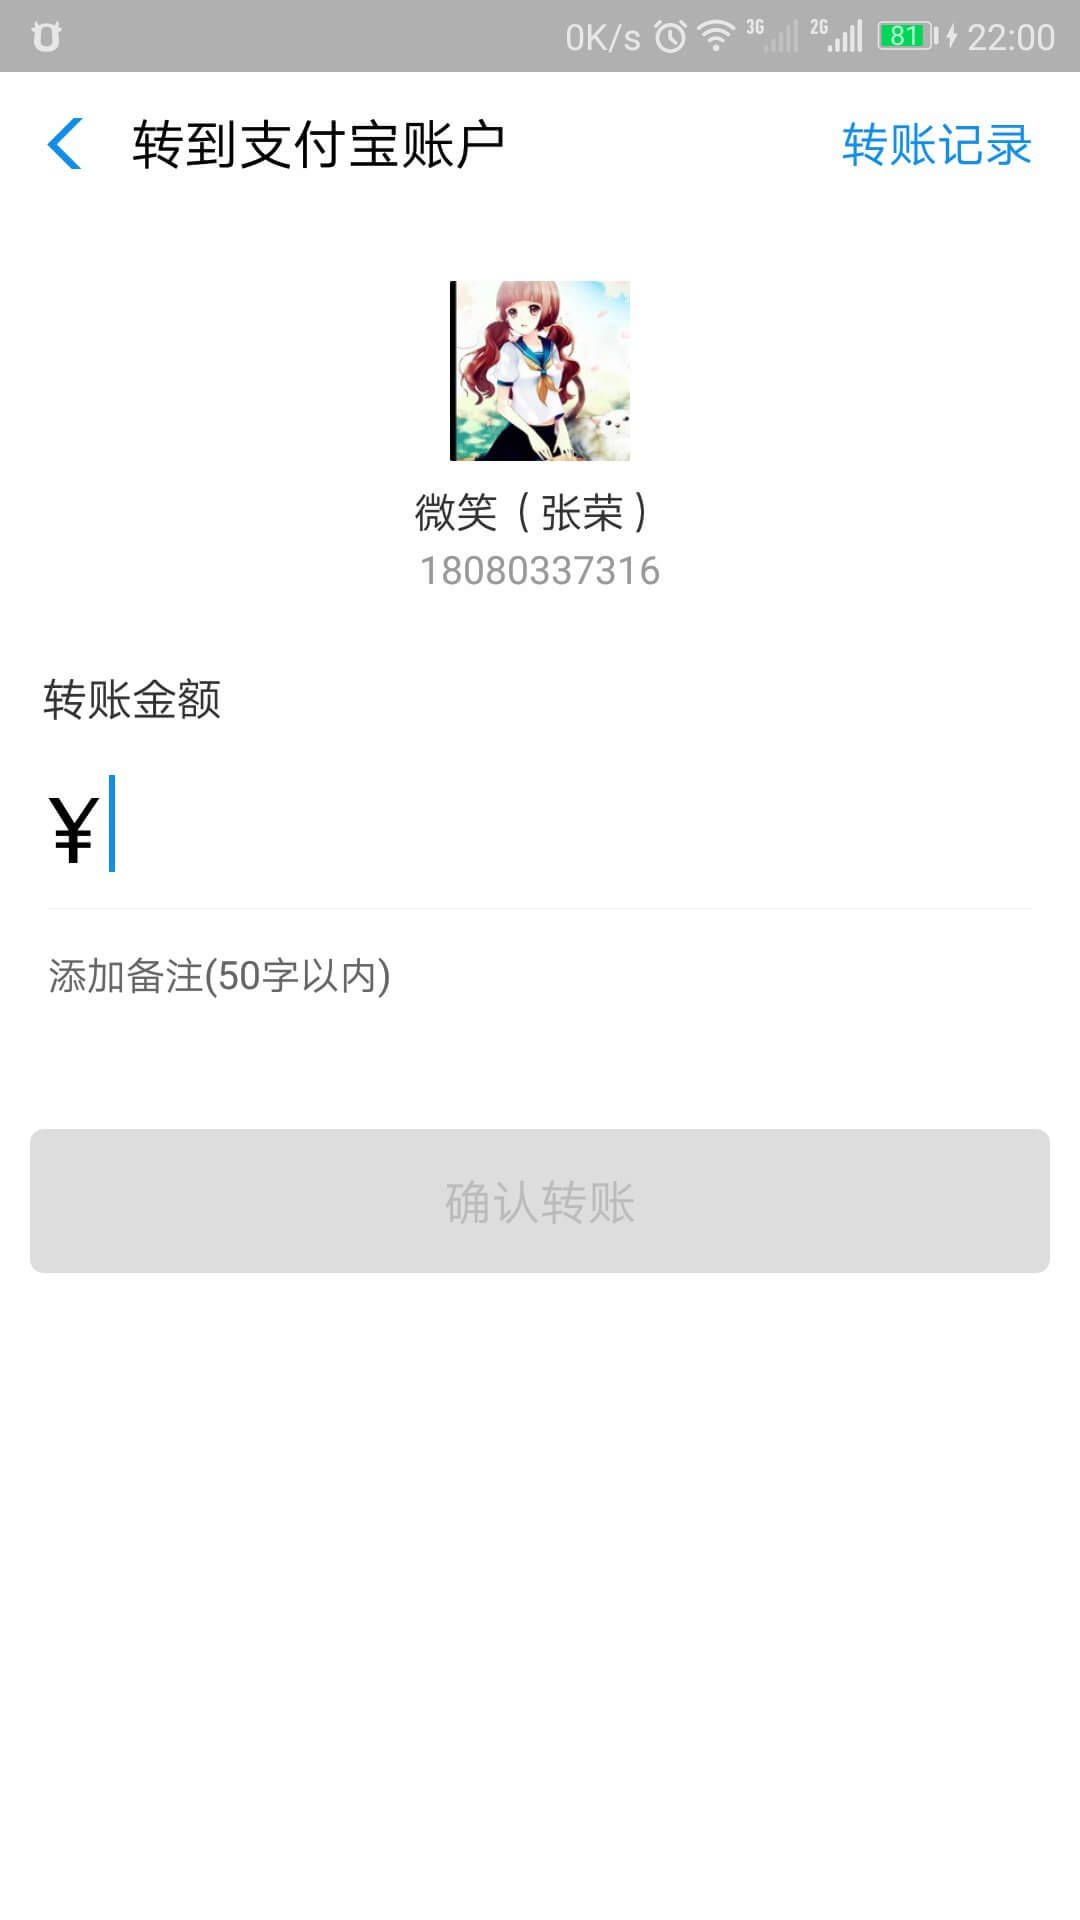 0K/s 3G 2G 81 22:00
转到支付宝账户 转账记录
微笑（张荣）
18080337316
转账金额
¥
添加备注(50字以内)
确认转账